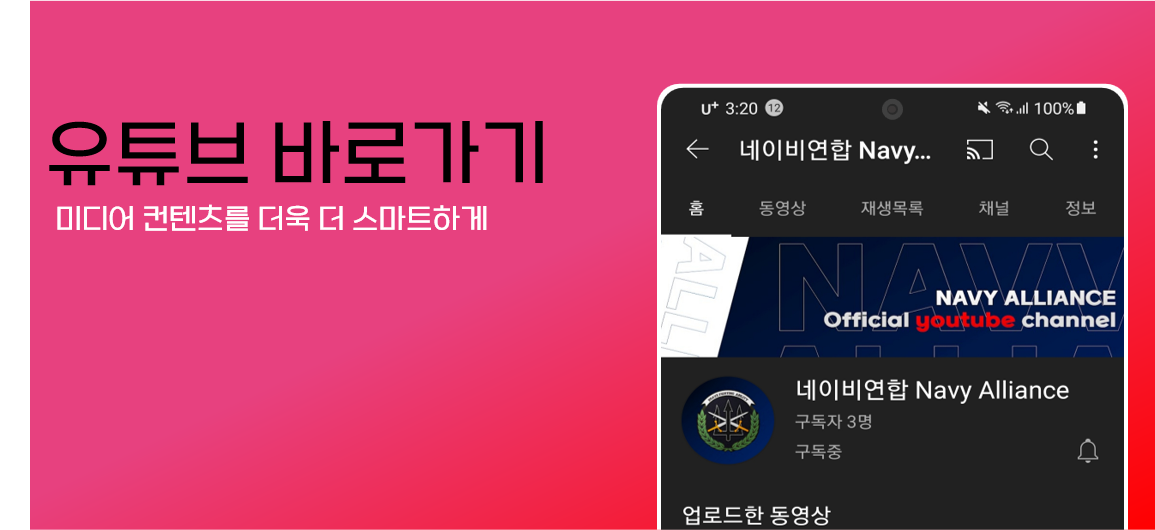 유튜브 바로가기
미디어 컨텐츠를 더욱 더 스마트하게
U+ 3:20 12 100%
네이비연합 Navy...
홈 동영상 재생목록 채널 정보
NAVY
ALLI
NAVY ALLIANCE
Official youtube channel
네이비연합 Navy Alliance
구독자 3명
구독중
업로드한 동영상